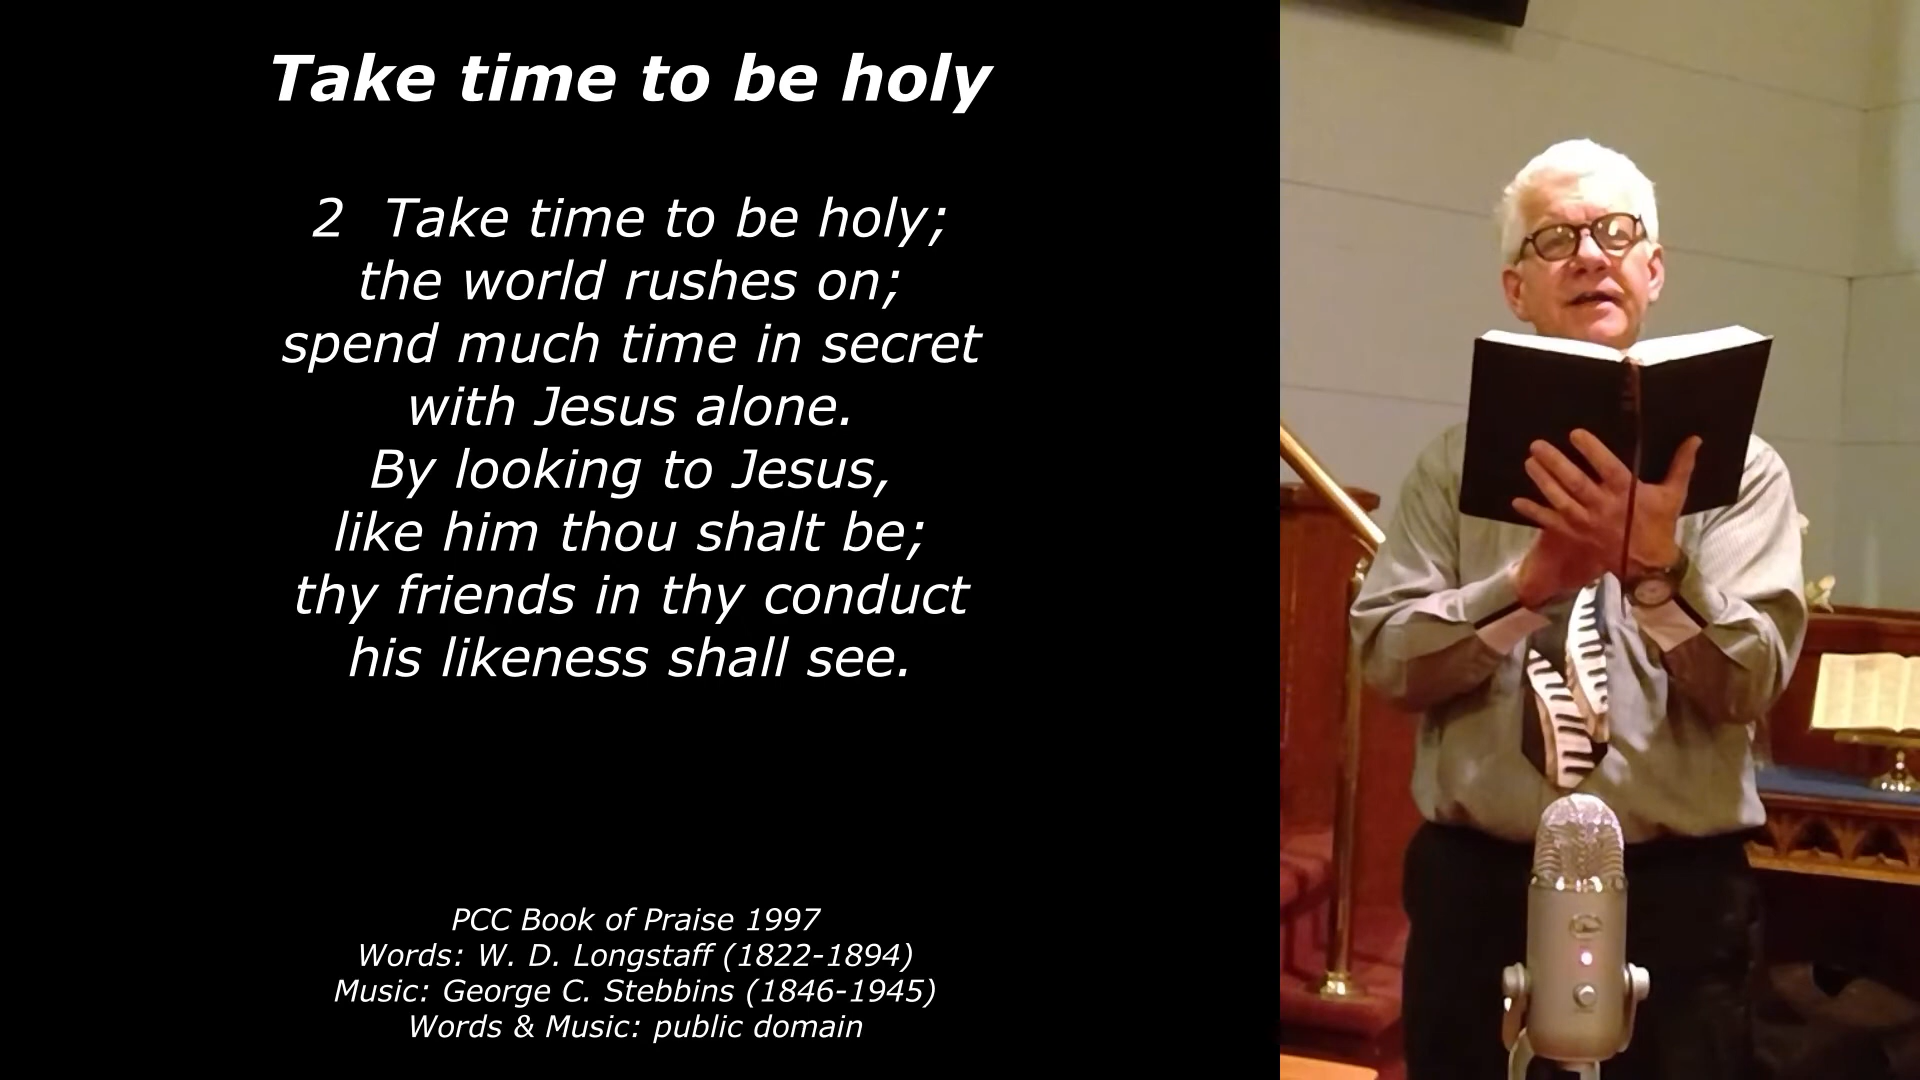 Take time to be holy
2 Take time to be holy;
the world rushes on;
spend much time in secret
with Jesus alone.
By looking to Jesus,
like him thou shalt be;
thy friends in thy conduct
his likeness shall see.
PCC Book of Praise 1997
Words: W. D. Longstaff (1822-1894)
Music: George C. Stebbins (1846-1945)
Words & Music: public domain